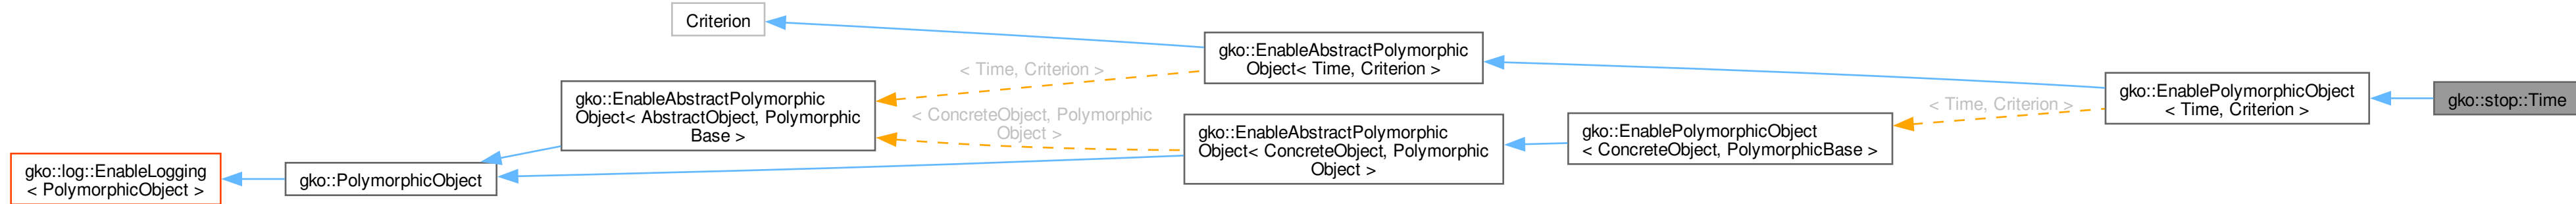 Criterion
gko::EnableAbstractPolymorphic
Object< Time, Criterion >
< Time, Criterion >
gko::EnablePolymorphicObject
< Time, Criterion >
gko::stop::Time
gko::EnableAbstractPolymorphic
Object< AbstractObject, Polymorphic
Base >
< ConcreteObject, Polymorphic
Object >
gko::EnableAbstractPolymorphic
Object< ConcreteObject, Polymorphic
Object >
gko::EnablePolymorphicObject
< ConcreteObject, PolymorphicBase >
< Time, Criterion >
gko::log::EnableLogging
< PolymorphicObject >
gko::PolymorphicObject